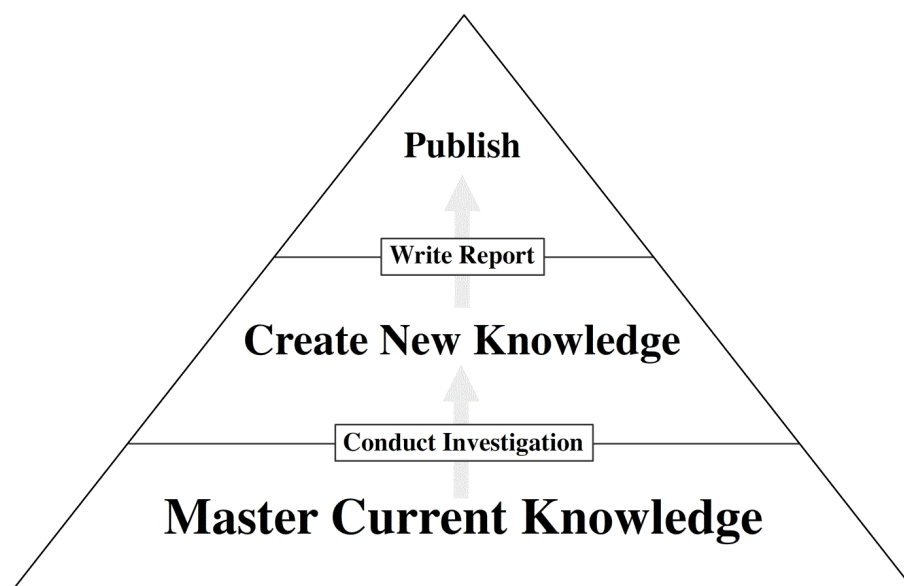 Publish
Write Report
Create New Knowledge
Conduct Investigation
Master Current Knowledge